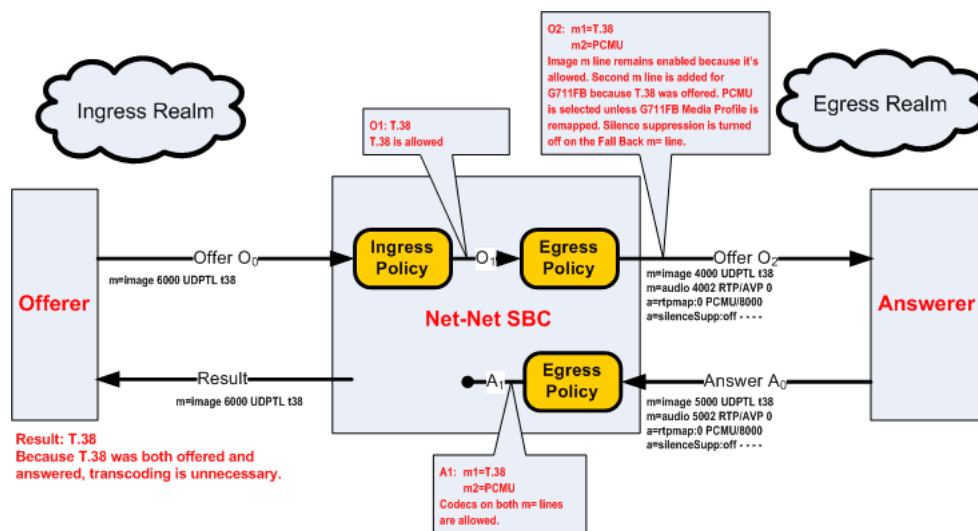 O2: m1=T.38
m2=PCMU
Image m line remains enabled because it's
allowed. Second m line is added for
G711FB because T.38 was offered. PCMU
is selected unless G711FB Media Profile is
remapped. Silence suppression is turned
off on the Fall Back m= line.
Ingress Realm
Egress Realm
O1: T.38
T.38 is allowed
Offerer
Offer O0
m=image 6000 UDPTL t38
Ingress
Policy
O1
Egress
Policy
Offer O2
m=image 4000 UDPTL t38
m=audio 4002 RTP/AVP 0
a=rtpmap:0 PCMU/8000
a=silenceSupp:off - - - -
Answerer
Net-Net SBC
Result
m=image 6000 UDPTL t38
A1
Egress
Policy
Answer A0
m=image 5000 UDPTL t38
m=audio 5002 RTP/AVP 0
a=rtpmap:0 PCMU/8000
a=silenceSupp:off - - - -
Result: T.38
Because T.38 was both offered and
answered, transcoding is unnecessary.
A1: m1=T.38
m2=PCMU
Codecs on both m= lines
are allowed.